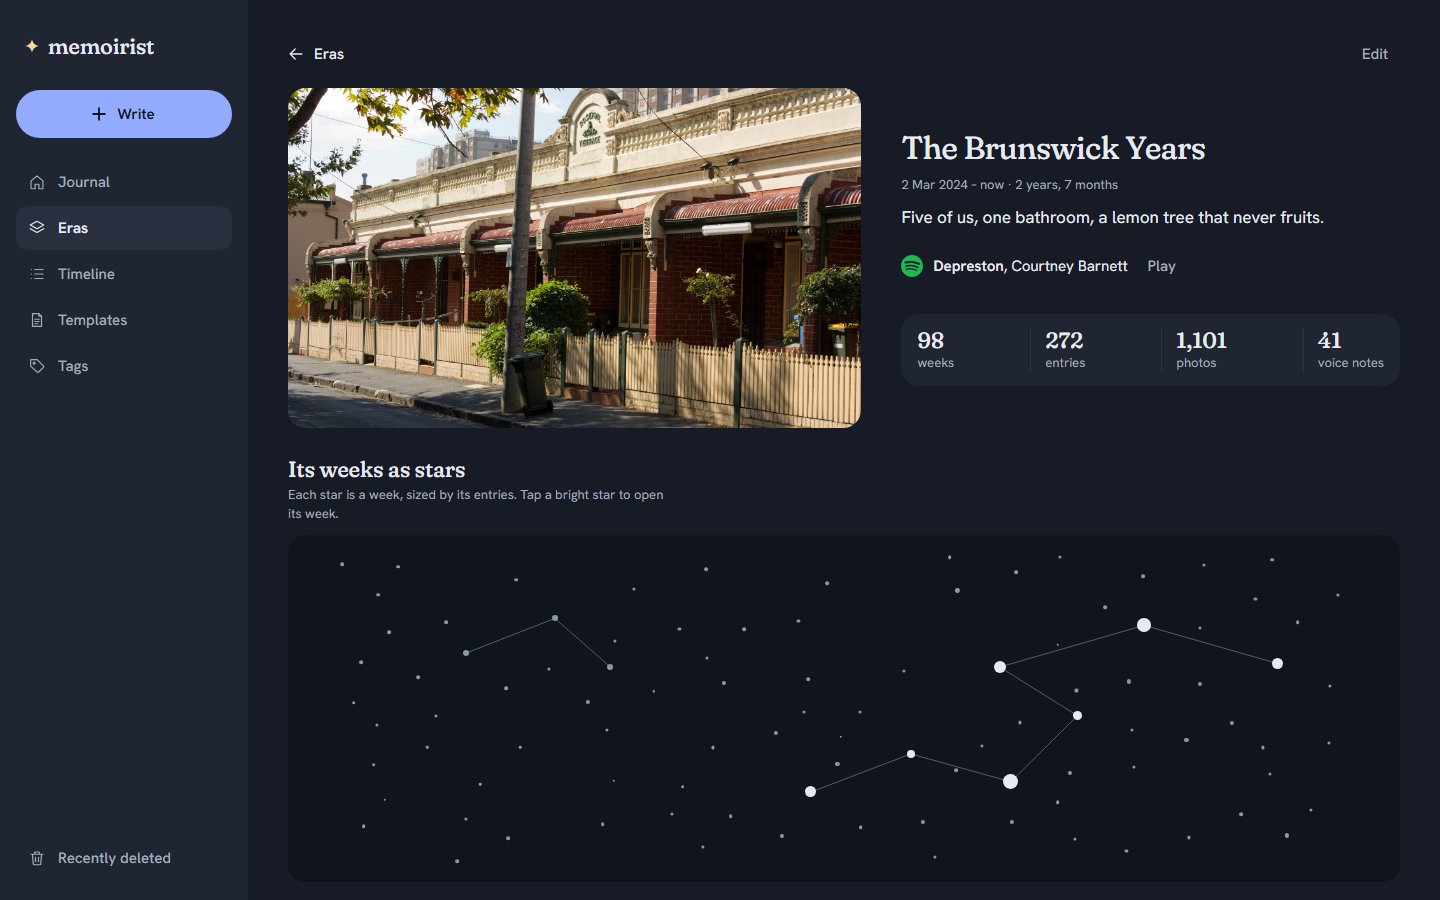 memoirist
Write
Journal
Eras
Timeline
Templates
Tags
Recently deleted
Eras
Edit
The Brunswick Years
2 Mar 2024 – now · 2 years, 7 months
Five of us, one bathroom, a lemon tree that never fruits.
Depreston, Courtney Barnett Play
98
weeks
272
entries
1,101
photos
41
voice notes
Its weeks as stars
Each star is a week, sized by its entries. Tap a bright star to open
its week.